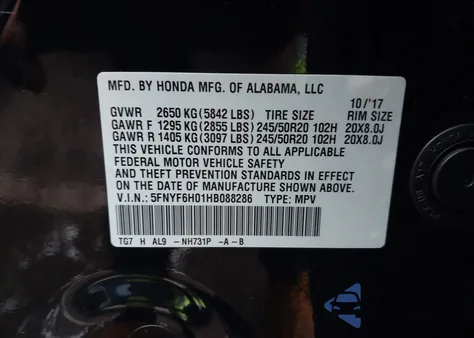 MFD. BY HONDA MFG. OF ALABAMA, LLC
10/'17
GVWR 2650 KG(5842 LBS) TIRE SIZE RIM SIZE
GAWR F 1295 KG(2855 LBS)245/50R20 102H 20X8.0J
GAWR R 1405 KG(3097 LBS)245/50R20 102H 20X8.0J
THIS VEHICLE CONFORMS TO ALL APPLICABLE
FEDERAL MOTOR VEHICLE SAFETY
AND THEFT PREVENTION STANDARDS IN EFFECT
ON THE DATE OF MANUFACTURE SHOWN ABOVE.
V.I.N.: 5FNYF6H01HB088286 TYPE: MPV
TG7 H AL9 -NH731P -A-B